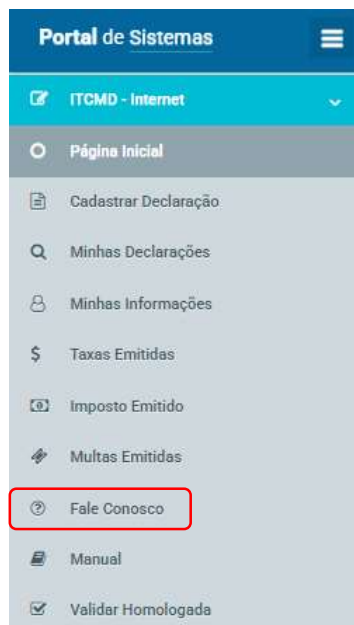 Portal de Sistemas
ITCMD - Internet
Página Inicial
Cadastrar Declaração
Minhas Declarações
Minhas Informações
Taxas Emitidas
Imposto Emitido
Multas Emitidas
Fale Conosco
Manual
Validar Homologada